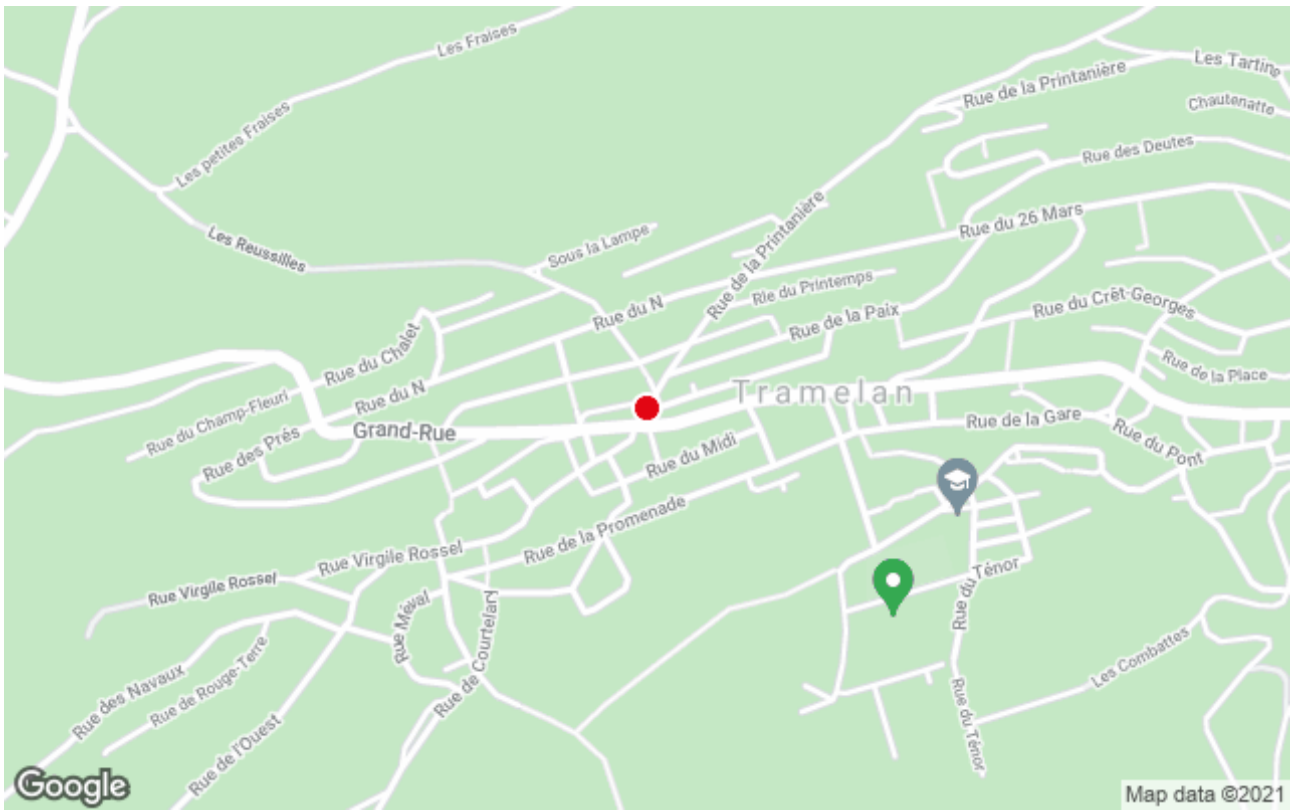 Les Fraises
Rue de la Printanière
Les Tartins
Chautenatte
Les petites Fraises
Rue des Deutes
Rue de la Printanière
Rue du 26 Mars
Les Reussilles
Sous la Lampe
Rle du Printemps
Rue du N
Rue de la Paix
Rue du Crêt-Georges
Rue du Chalet
Rue de la Place
Rue du N
Tramelan
Rue du Champ-Fleuri
Grand-Rue
Rue de la Gare
Rue des Prés
Rue du Midi
Rue du Pont
Rue de la Promenade
Rue Virgile Rossel
Rue Virgile Rossel
Rue du Ténor
Rue Méval
Rue de Courtelary
Les Combattes
Rue des Navaux
Rue de Rouge-Terre
Rue de l'Ouest
Rue du Ténor
Google
Map data ©2021